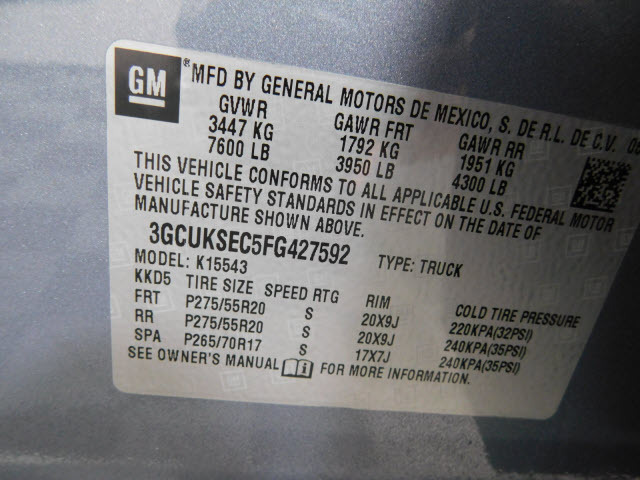 GM
®MFD BY GENERAL MOTORS DE MEXICO, S. DE R.L. DE C.V.
GVWR GAWR FRT GAWR RR
3447 KG 1792 KG 1951 KG
7600 LB 3950 LB 4300 LB
THIS VEHICLE CONFORMS TO ALL APPLICABLE U.S. FEDERAL MOTOR
VEHICLE SAFETY STANDARDS IN EFFECT ON THE DATE OF
MANUFACTURE SHOWN ABOVE.
3GCUKSEC5FG427592 TYPE: TRUCK
MODEL: K15543
KKD5 TIRE SIZE SPEED RTG RIM COLD TIRE PRESSURE
FRT P275/55R20 S 20X9J 220KPA(32PSI)
RR P275/55R20 S 20X9J 240KPA(35PSI)
SPA P265/70R17 S 17X7J 240KPA(35PSI)
SEE OWNER'S MANUAL FOR MORE INFORMATION.